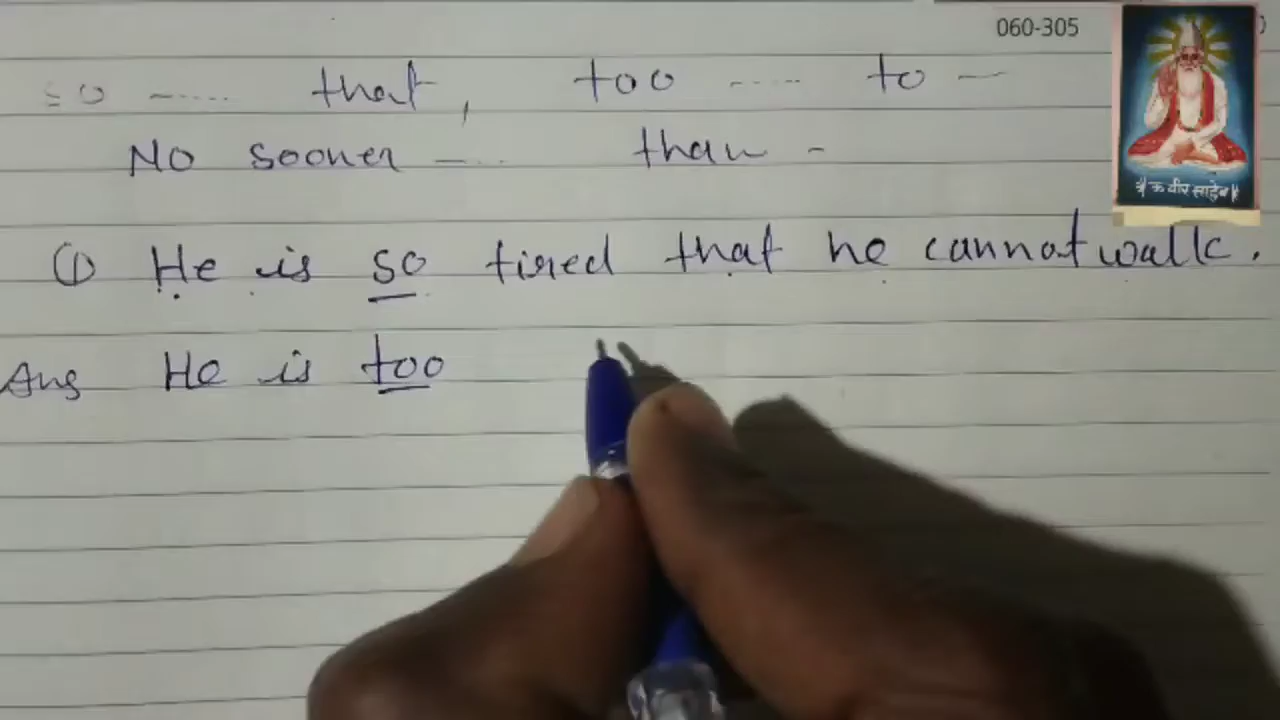 060-305
so ------ that, too ------ to —
No sooner ---- than -
① He is so tired that he cannot walk.
Ans He is too